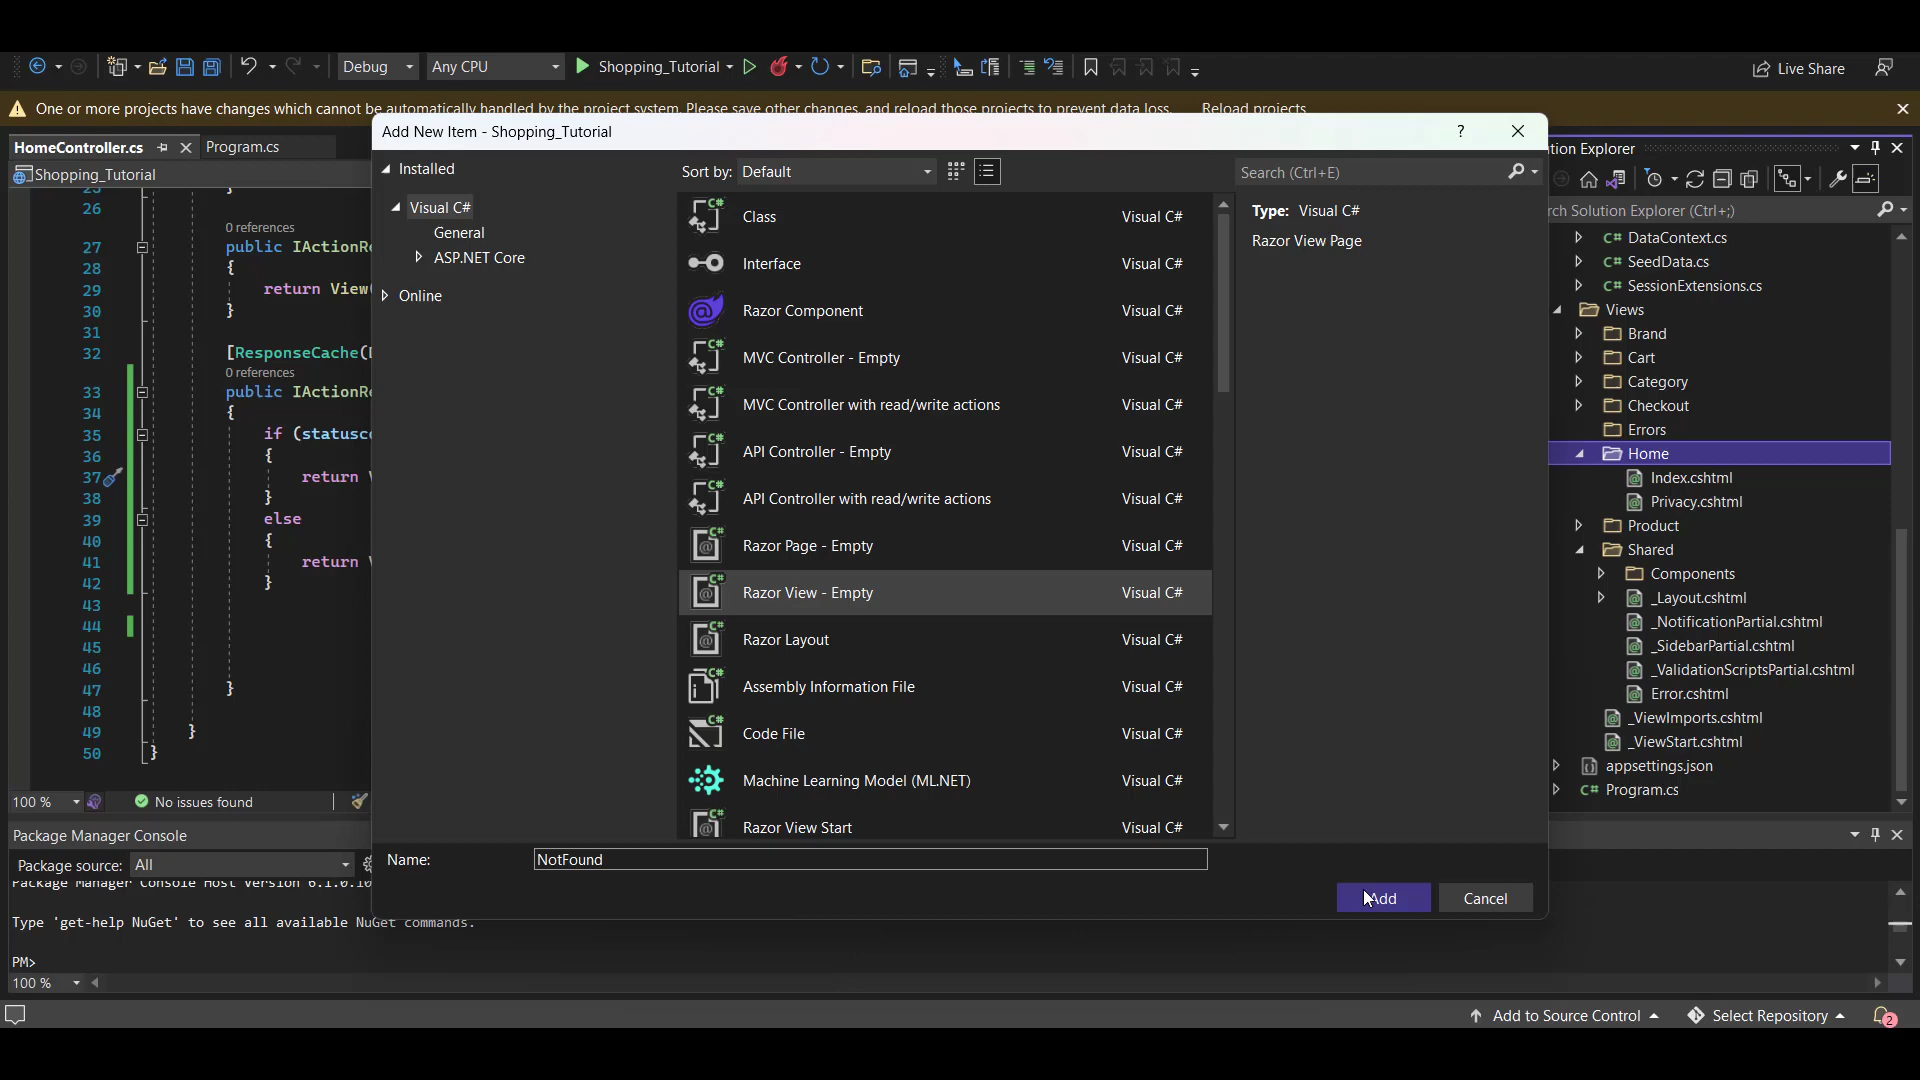 Debug
Any CPU
Shopping_Tutorial
Live Share
One or more projects have changes which cannot be automatically handled by the project system. Please save other changes, and reload those projects to prevent data loss. Reload projects
HomeController.cs
Program.cs
Shopping_Tutorial
26
0 references
27 public IActionRe
28 {
29 return View(
30 }
31
32 [ResponseCache(
0 references
33 public IActionRe
34 {
35 if (statusc
36 {
37 return
38 }
39 else
40 {
41 return
42 }
43
44
45
46
47 }
48
49 }
50 }
100 %
No issues found
Package Manager Console
Package source: All
Package Manager Console Host Version 6.1.0.10
Type 'get-help NuGet' to see all available NuGet commands.
PM>
100 %
Add New Item - Shopping_Tutorial
?
Installed
Visual C#
General
ASP.NET Core
Online
Sort by: Default
Search (Ctrl+E)
Class Visual C#
Interface Visual C#
Razor Component Visual C#
MVC Controller - Empty Visual C#
MVC Controller with read/write actions Visual C#
API Controller - Empty Visual C#
API Controller with read/write actions Visual C#
Razor Page - Empty Visual C#
Razor View - Empty Visual C#
Razor Layout Visual C#
Assembly Information File Visual C#
Code File Visual C#
Machine Learning Model (ML.NET) Visual C#
Razor View Start Visual C#
Type: Visual C#
Razor View Page
Name: NotFound
Add
Cancel
tion Explorer
rch Solution Explorer (Ctrl+;)
C# DataContext.cs
C# SeedData.cs
C# SessionExtensions.cs
Views
Brand
Cart
Category
Checkout
Errors
Home
Index.cshtml
Privacy.cshtml
Product
Shared
Components
_Layout.cshtml
_NotificationPartial.cshtml
_SidebarPartial.cshtml
_ValidationScriptsPartial.cshtml
Error.cshtml
_ViewImports.cshtml
_ViewStart.cshtml
appsettings.json
C# Program.cs
Add to Source Control
Select Repository
2